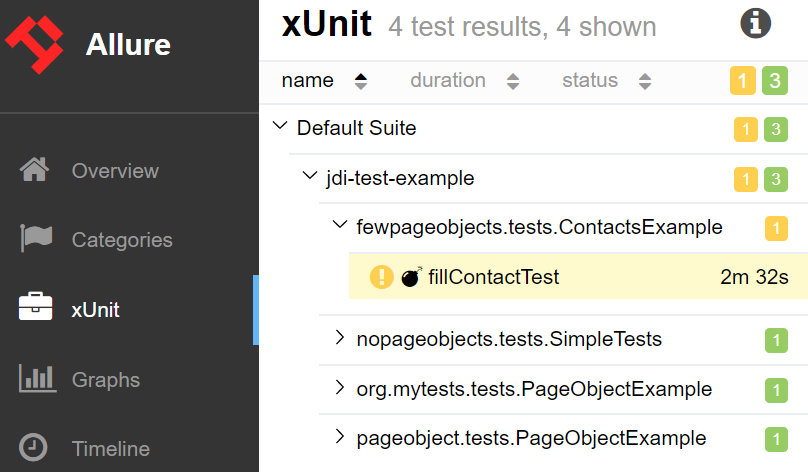 Allure
Overview
Categories
xUnit
Graphs
Timeline
xUnit 4 test results, 4 shown
name duration status 1 3
Default Suite 1 3
jdi-test-example 1 3
fewpageobjects.tests.ContactsExample 1
fillContactTest 2m 32s
nopageobjects.tests.SimpleTests 1
org.mytests.tests.PageObjectExample 1
pageobject.tests.PageObjectExample 1